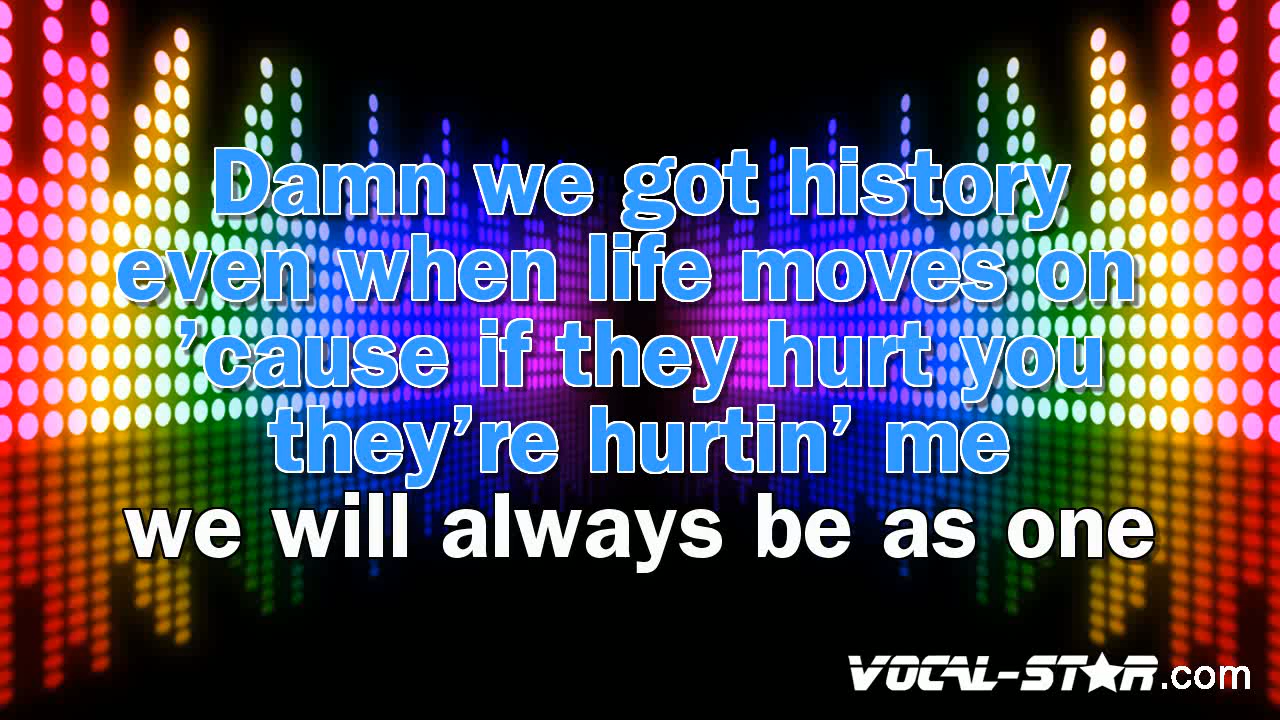 Damn we got history
even when life moves on
’cause if they hurt you
they’re hurtin’ me
we will always be as one
VOCAL-STAR.com